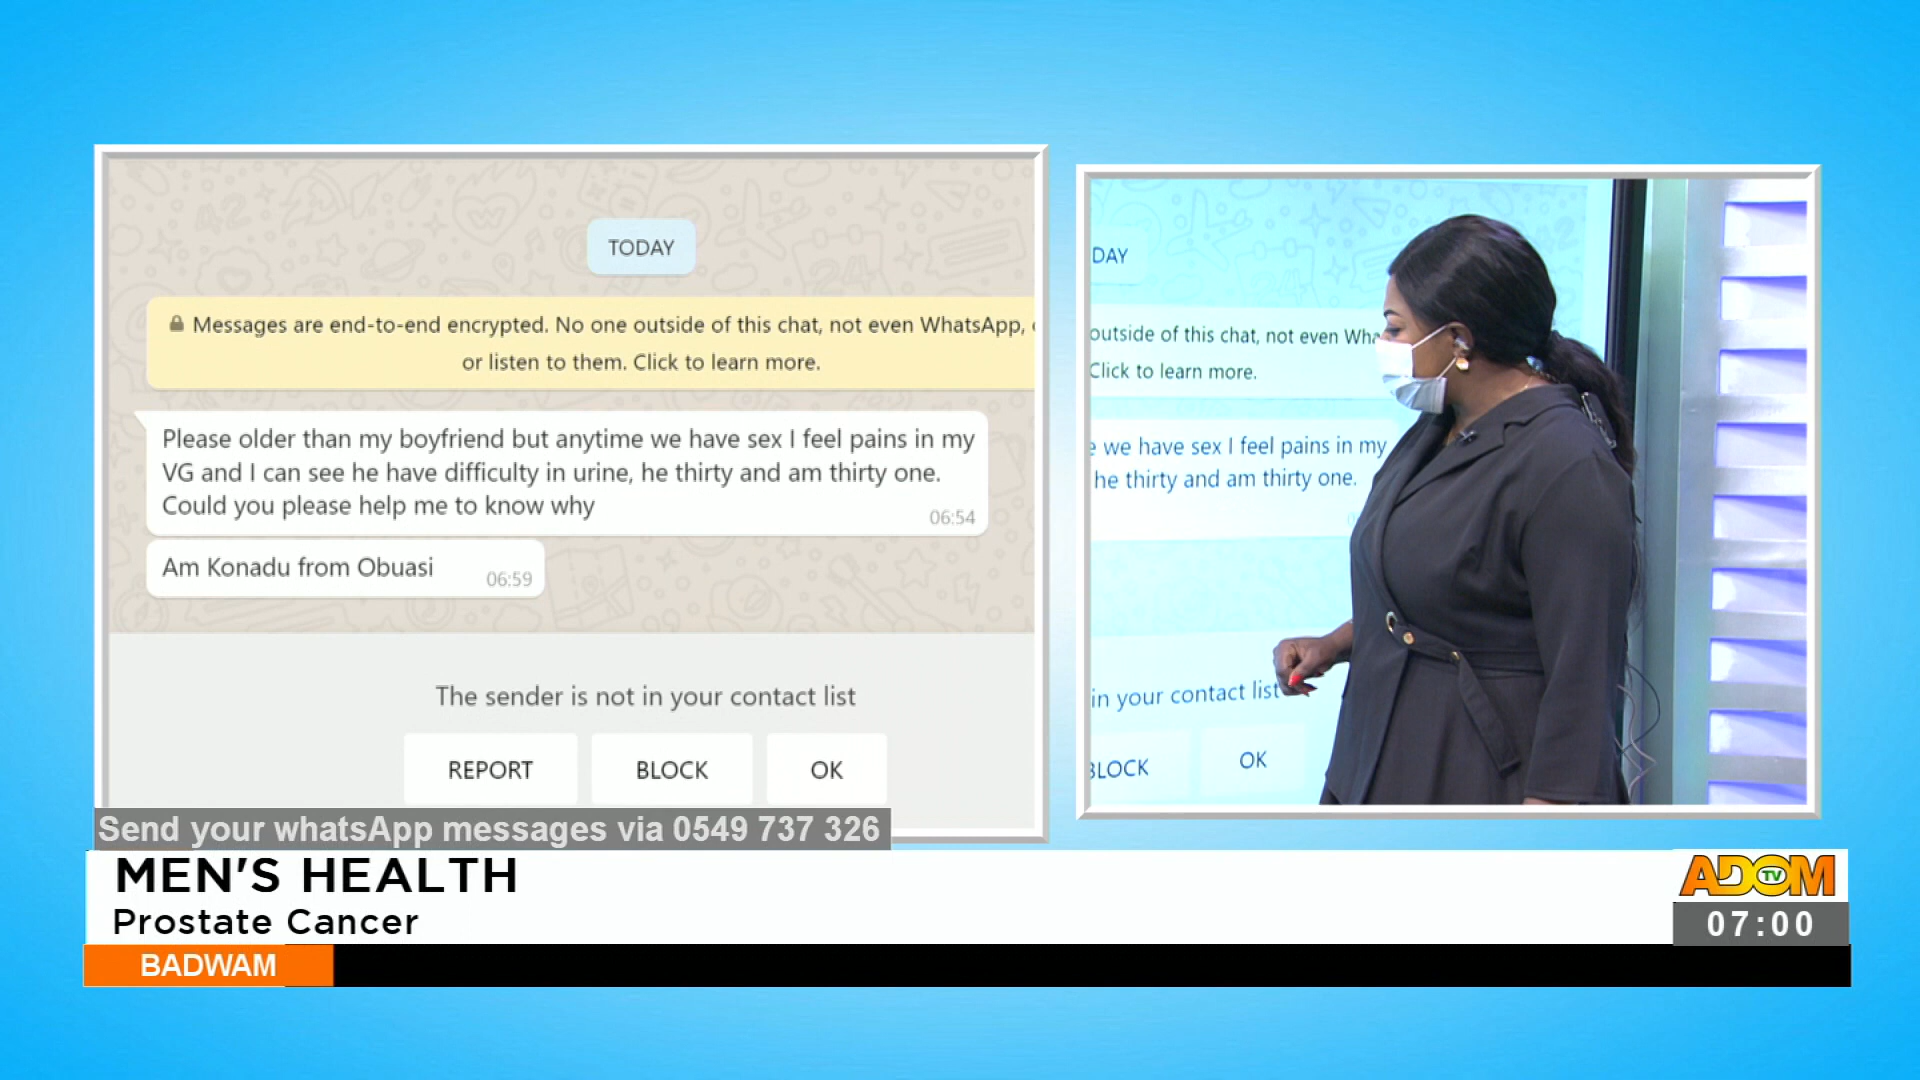 TODAY
Messages are end-to-end encrypted. No one outside of this chat, not even WhatsApp,
or listen to them. Click to learn more.
Please older than my boyfriend but anytime we have sex I feel pains in my
VG and I can see he have difficulty in urine, he thirty and am thirty one.
Could you please help me to know why
06:54
Am Konadu from Obuasi
06:59
The sender is not in your contact list
REPORT BLOCK OK
DAY
outside of this chat, not even Wha
Click to learn more.
e we have sex I feel pains in my
he thirty and am thirty one.
in your contact list
BLOCK OK
Send your whatsApp messages via 0549 737 326
MEN'S HEALTH
Prostate Cancer
ADOM TV
07:00
BADWAM